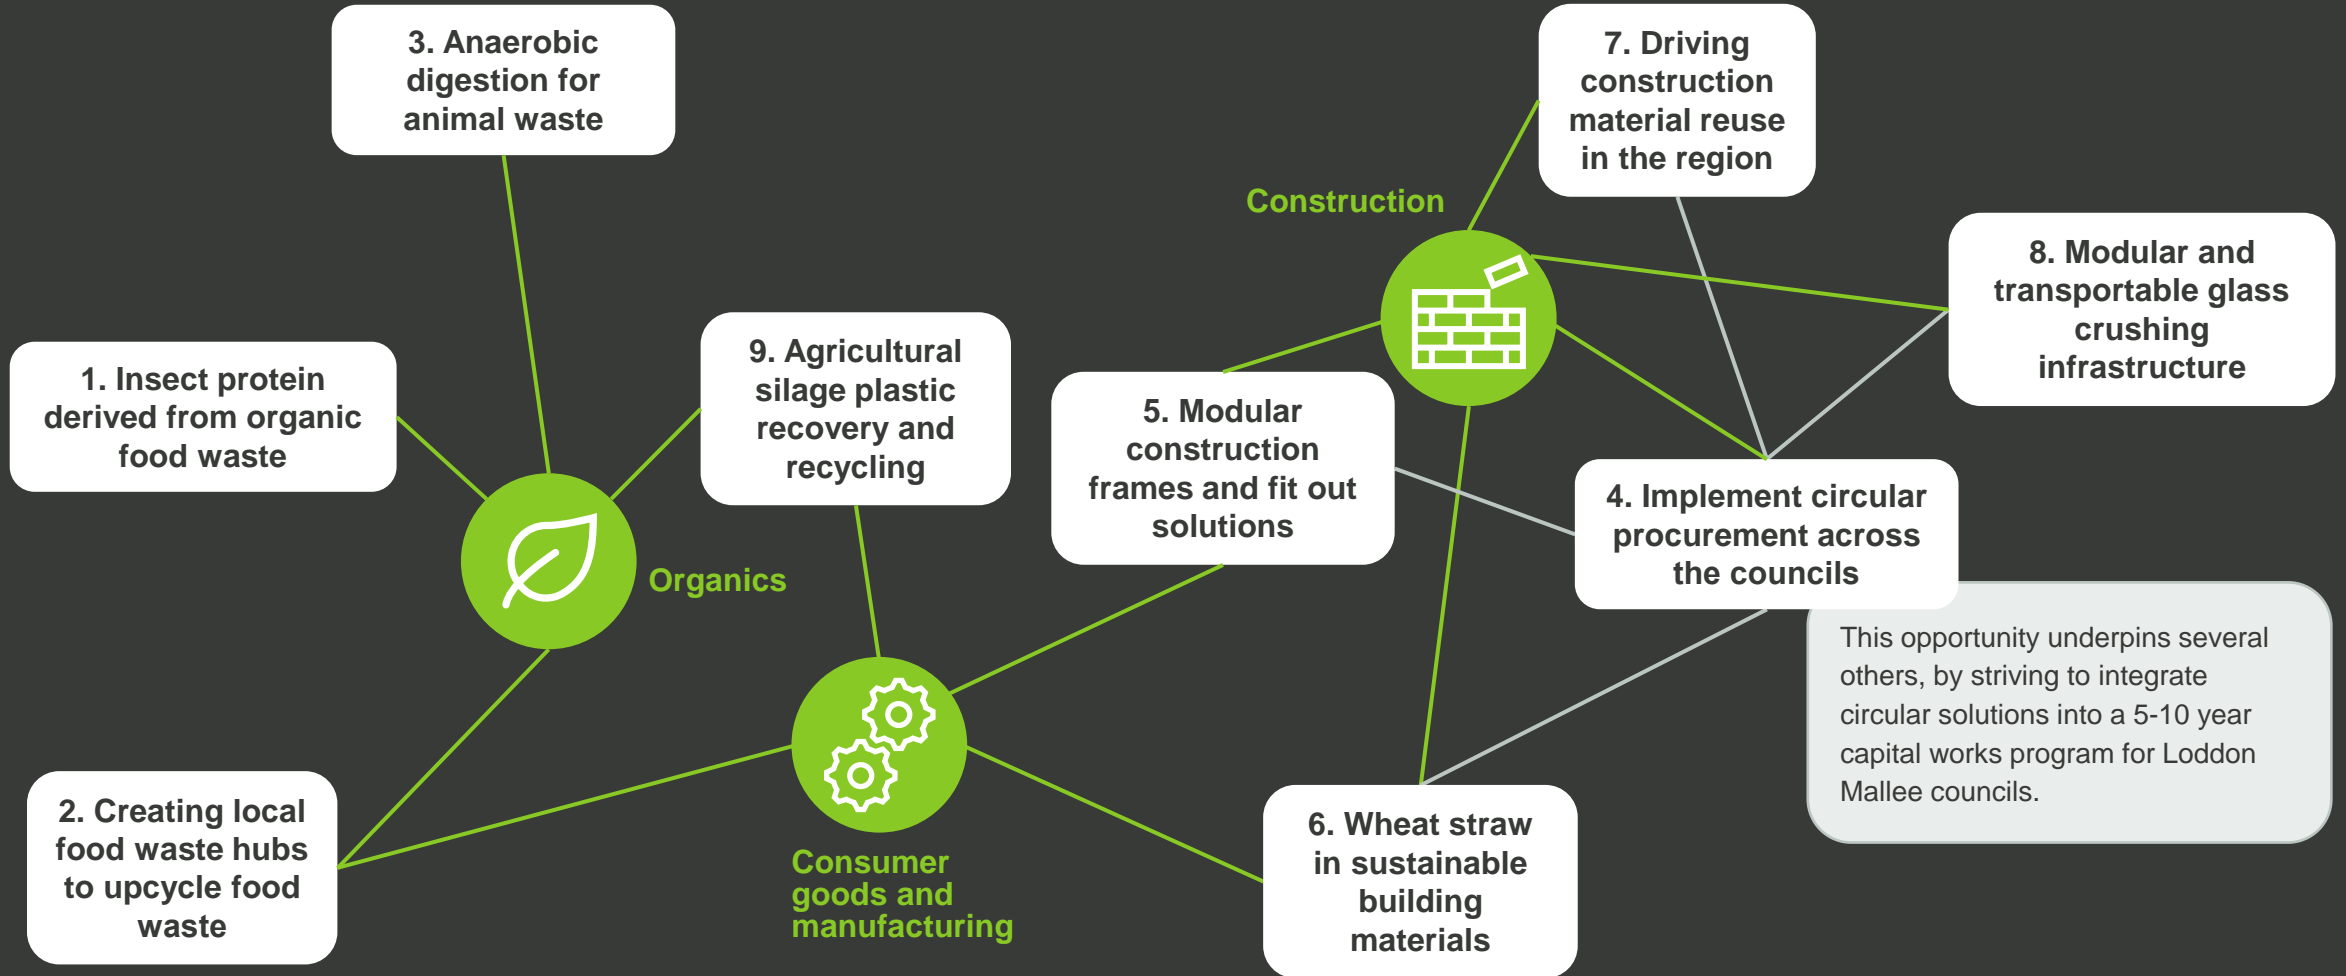 3. Anaerobic
digestion for
animal waste
7. Driving
construction
material reuse
in the region
Construction
8. Modular and
transportable glass
crushing
infrastructure
1. Insect protein
derived from organic
food waste
9. Agricultural
silage plastic
recovery and
recycling
5. Modular
construction
frames and fit out
solutions
4. Implement circular
procurement across
the councils
Organics
This opportunity underpins several
others, by striving to integrate
circular solutions into a 5-10 year
capital works program for Loddon
Mallee councils.
2. Creating local
food waste hubs
to upcycle food
waste
Consumer
goods and
manufacturing
6. Wheat straw
in sustainable
building
materials